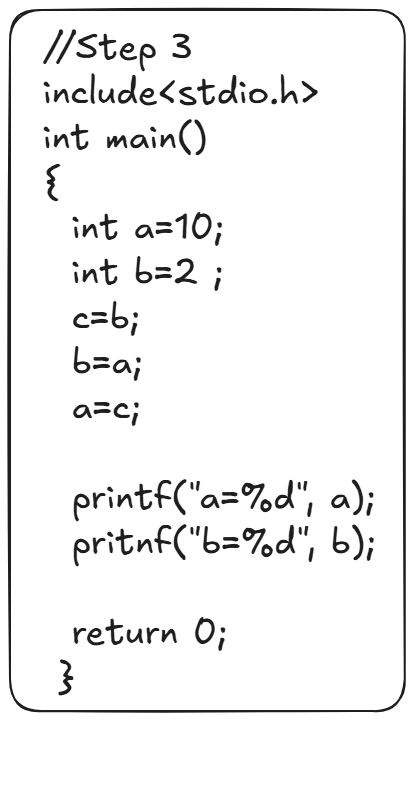 //Step 3
include<stdio.h>
int main()
{
int a=10;
int b=2 ;
c=b;
b=a;
a=c;
printf("a=%d", a);
pritnf("b=%d", b);
return 0;
}